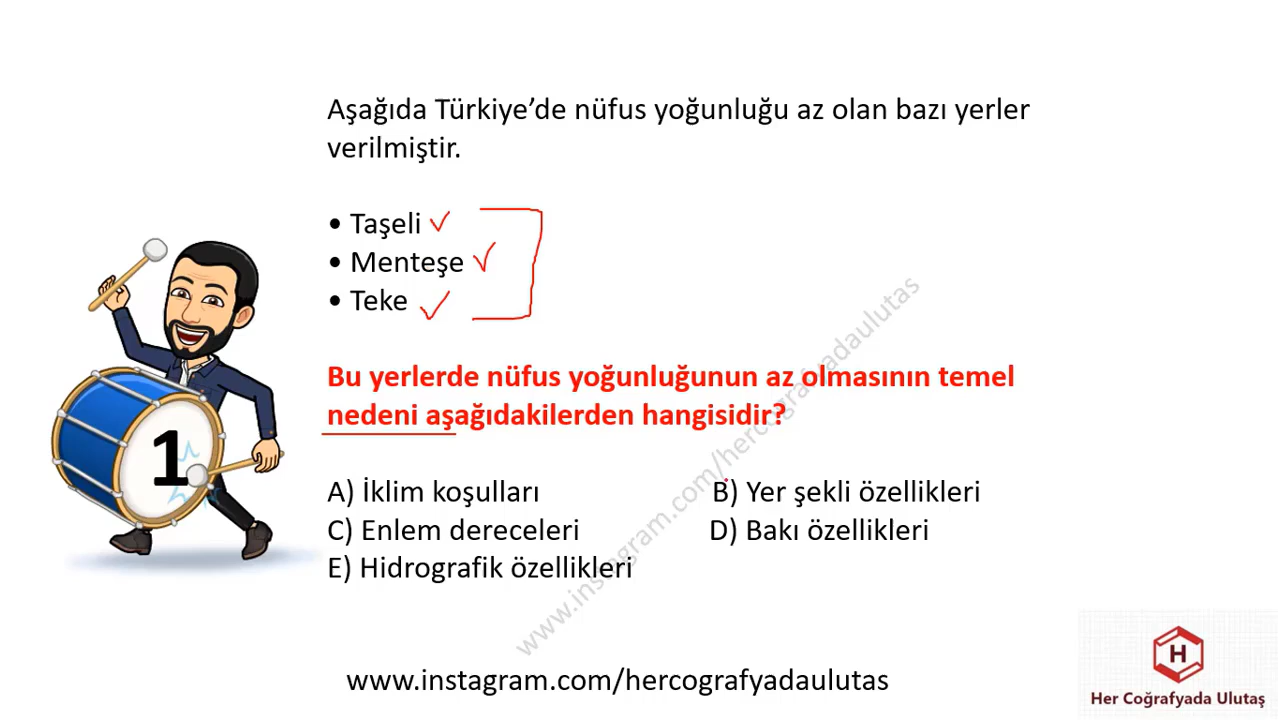 Aşağıda Türkiye’de nüfus yoğunluğu az olan bazı yerler
verilmiştir.
• Taşeli
• Menteşe
• Teke
Bu yerlerde nüfus yoğunluğunun az olmasının temel
nedeni aşağıdakilerden hangisidir?
1
A) İklim koşulları
B) Yer şekli özellikleri
C) Enlem dereceleri
D) Bakı özellikleri
E) Hidrografik özellikleri
www.instagram.com/hercografyadaulutas
www.instagram.com/hercografyadaulutas
H
Her Coğrafyada Ulutaş